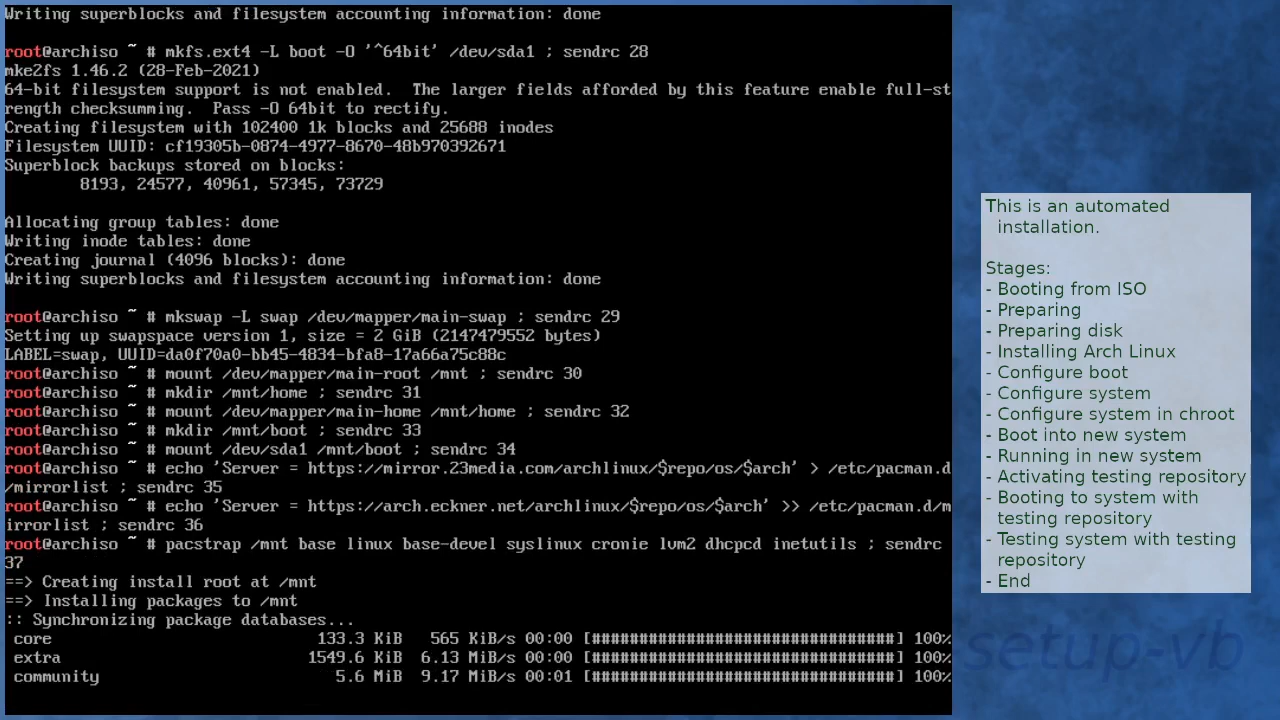 Writing superblocks and filesystem accounting information: done
root@archiso ~ # mkfs.ext4 -L boot -O '^64bit' /dev/sda1 ; sendrc 28
mke2fs 1.46.2 (28-Feb-2021)
64-bit filesystem support is not enabled.  The larger fields afforded by this feature enable full-st
rength checksumming.  Pass -O 64bit to rectify.
Creating filesystem with 102400 1k blocks and 25688 inodes
Filesystem UUID: cf19305b-0874-4977-8670-48b970392671
Superblock backups stored on blocks:
        8193, 24577, 40961, 57345, 73729
Allocating group tables: done
Writing inode tables: done
Creating journal (4096 blocks): done
Writing superblocks and filesystem accounting information: done
root@archiso ~ # mkswap -L swap /dev/mapper/main-swap ; sendrc 29
Setting up swapspace version 1, size = 2 GiB (2147479552 bytes)
LABEL=swap, UUID=da0f70a0-bb45-4834-bfa8-17a66a75c88c
root@archiso ~ # mount /dev/mapper/main-root /mnt ; sendrc 30
root@archiso ~ # mkdir /mnt/home ; sendrc 31
root@archiso ~ # mount /dev/mapper/main-home /mnt/home ; sendrc 32
root@archiso ~ # mkdir /mnt/boot ; sendrc 33
root@archiso ~ # mount /dev/sda1 /mnt/boot ; sendrc 34
root@archiso ~ # echo 'Server = https://mirror.23media.com/archlinux/$repo/os/$arch' > /etc/pacman.d
/mirrorlist ; sendrc 35
root@archiso ~ # echo 'Server = https://arch.eckner.net/archlinux/$repo/os/$arch' >> /etc/pacman.d/m
irrorlist ; sendrc 36
root@archiso ~ # pacstrap /mnt base linux base-devel syslinux cronie lvm2 dhcpcd inetutils ; sendrc
37
==> Creating install root at /mnt
==> Installing packages to /mnt
:: Synchronizing package databases...
 core                            133.3 KiB   565 KiB/s 00:00 [#################################] 100%
 extra                          1549.6 KiB  6.13 MiB/s 00:00 [#################################] 100%
 community                         5.6 MiB  9.17 MiB/s 00:01 [#################################] 100%
This is an automated
installation.
Stages:
- Booting from ISO
- Preparing
- Preparing disk
- Installing Arch Linux
- Configure boot
- Configure system
- Configure system in chroot
- Boot into new system
- Running in new system
- Activating testing repository
- Booting to system with
testing repository
- Testing system with testing
repository
- End
setup-vb